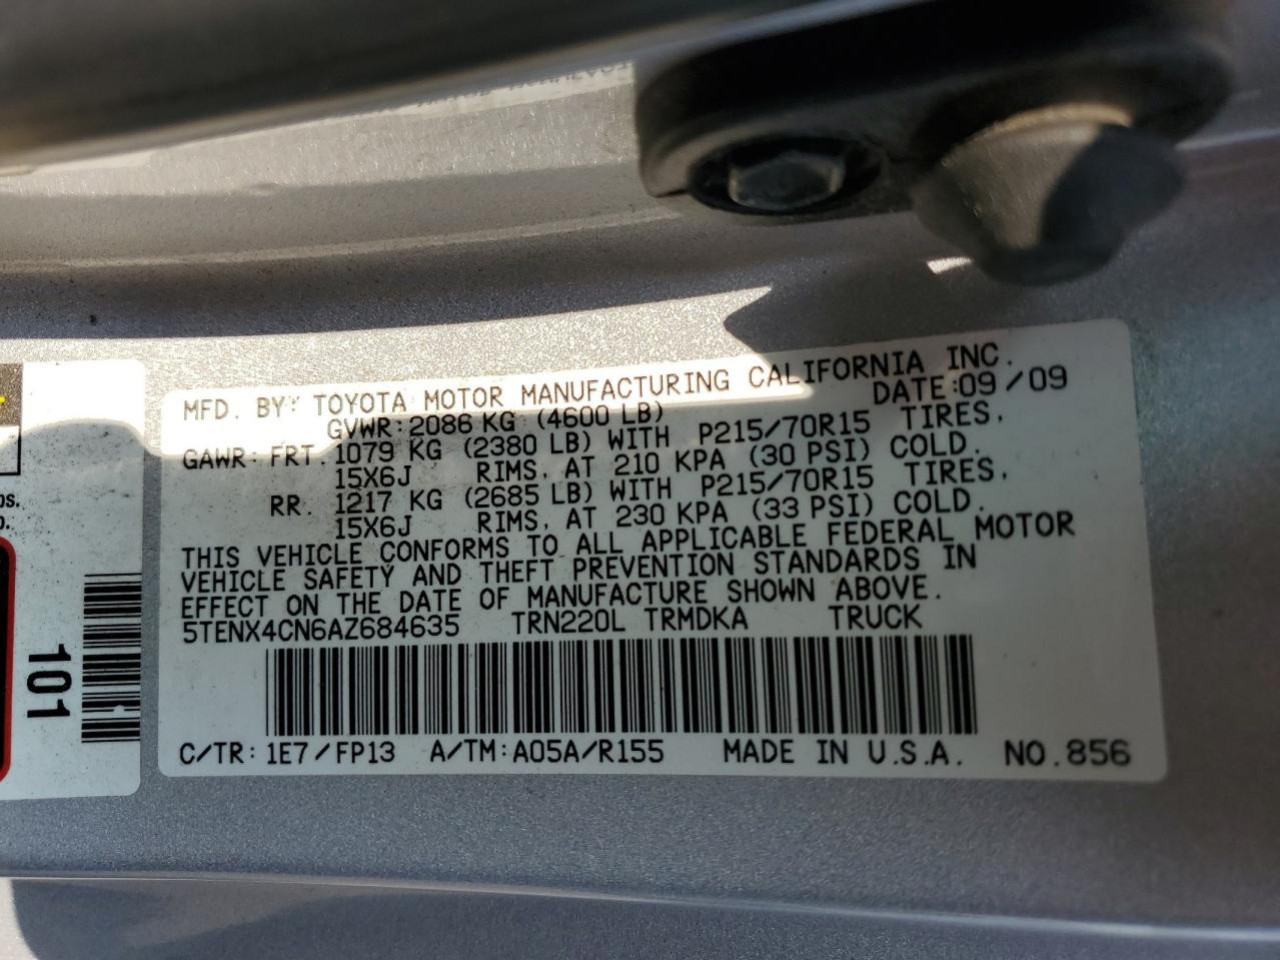 MFD. BY: TOYOTA MOTOR MANUFACTURING CALIFORNIA INC.
GVWR: 2086 KG (4600 LB) DATE: 09/09
GAWR: FRT. 1079 KG (2380 LB) WITH P215/70R15 TIRES,
15X6J RIMS, AT 210 KPA (30 PSI) COLD.
RR. 1217 KG (2685 LB) WITH P215/70R15 TIRES,
15X6J RIMS, AT 230 KPA (33 PSI) COLD.
THIS VEHICLE CONFORMS TO ALL APPLICABLE FEDERAL MOTOR
VEHICLE SAFETY AND THEFT PREVENTION STANDARDS IN
EFFECT ON THE DATE OF MANUFACTURE SHOWN ABOVE.
5TENX4CN6AZ684635 TRN220L TRMDKA TRUCK
C/TR: 1E7/FP13 A/TM: A05A/R155 MADE IN U.S.A. NO. 856
101